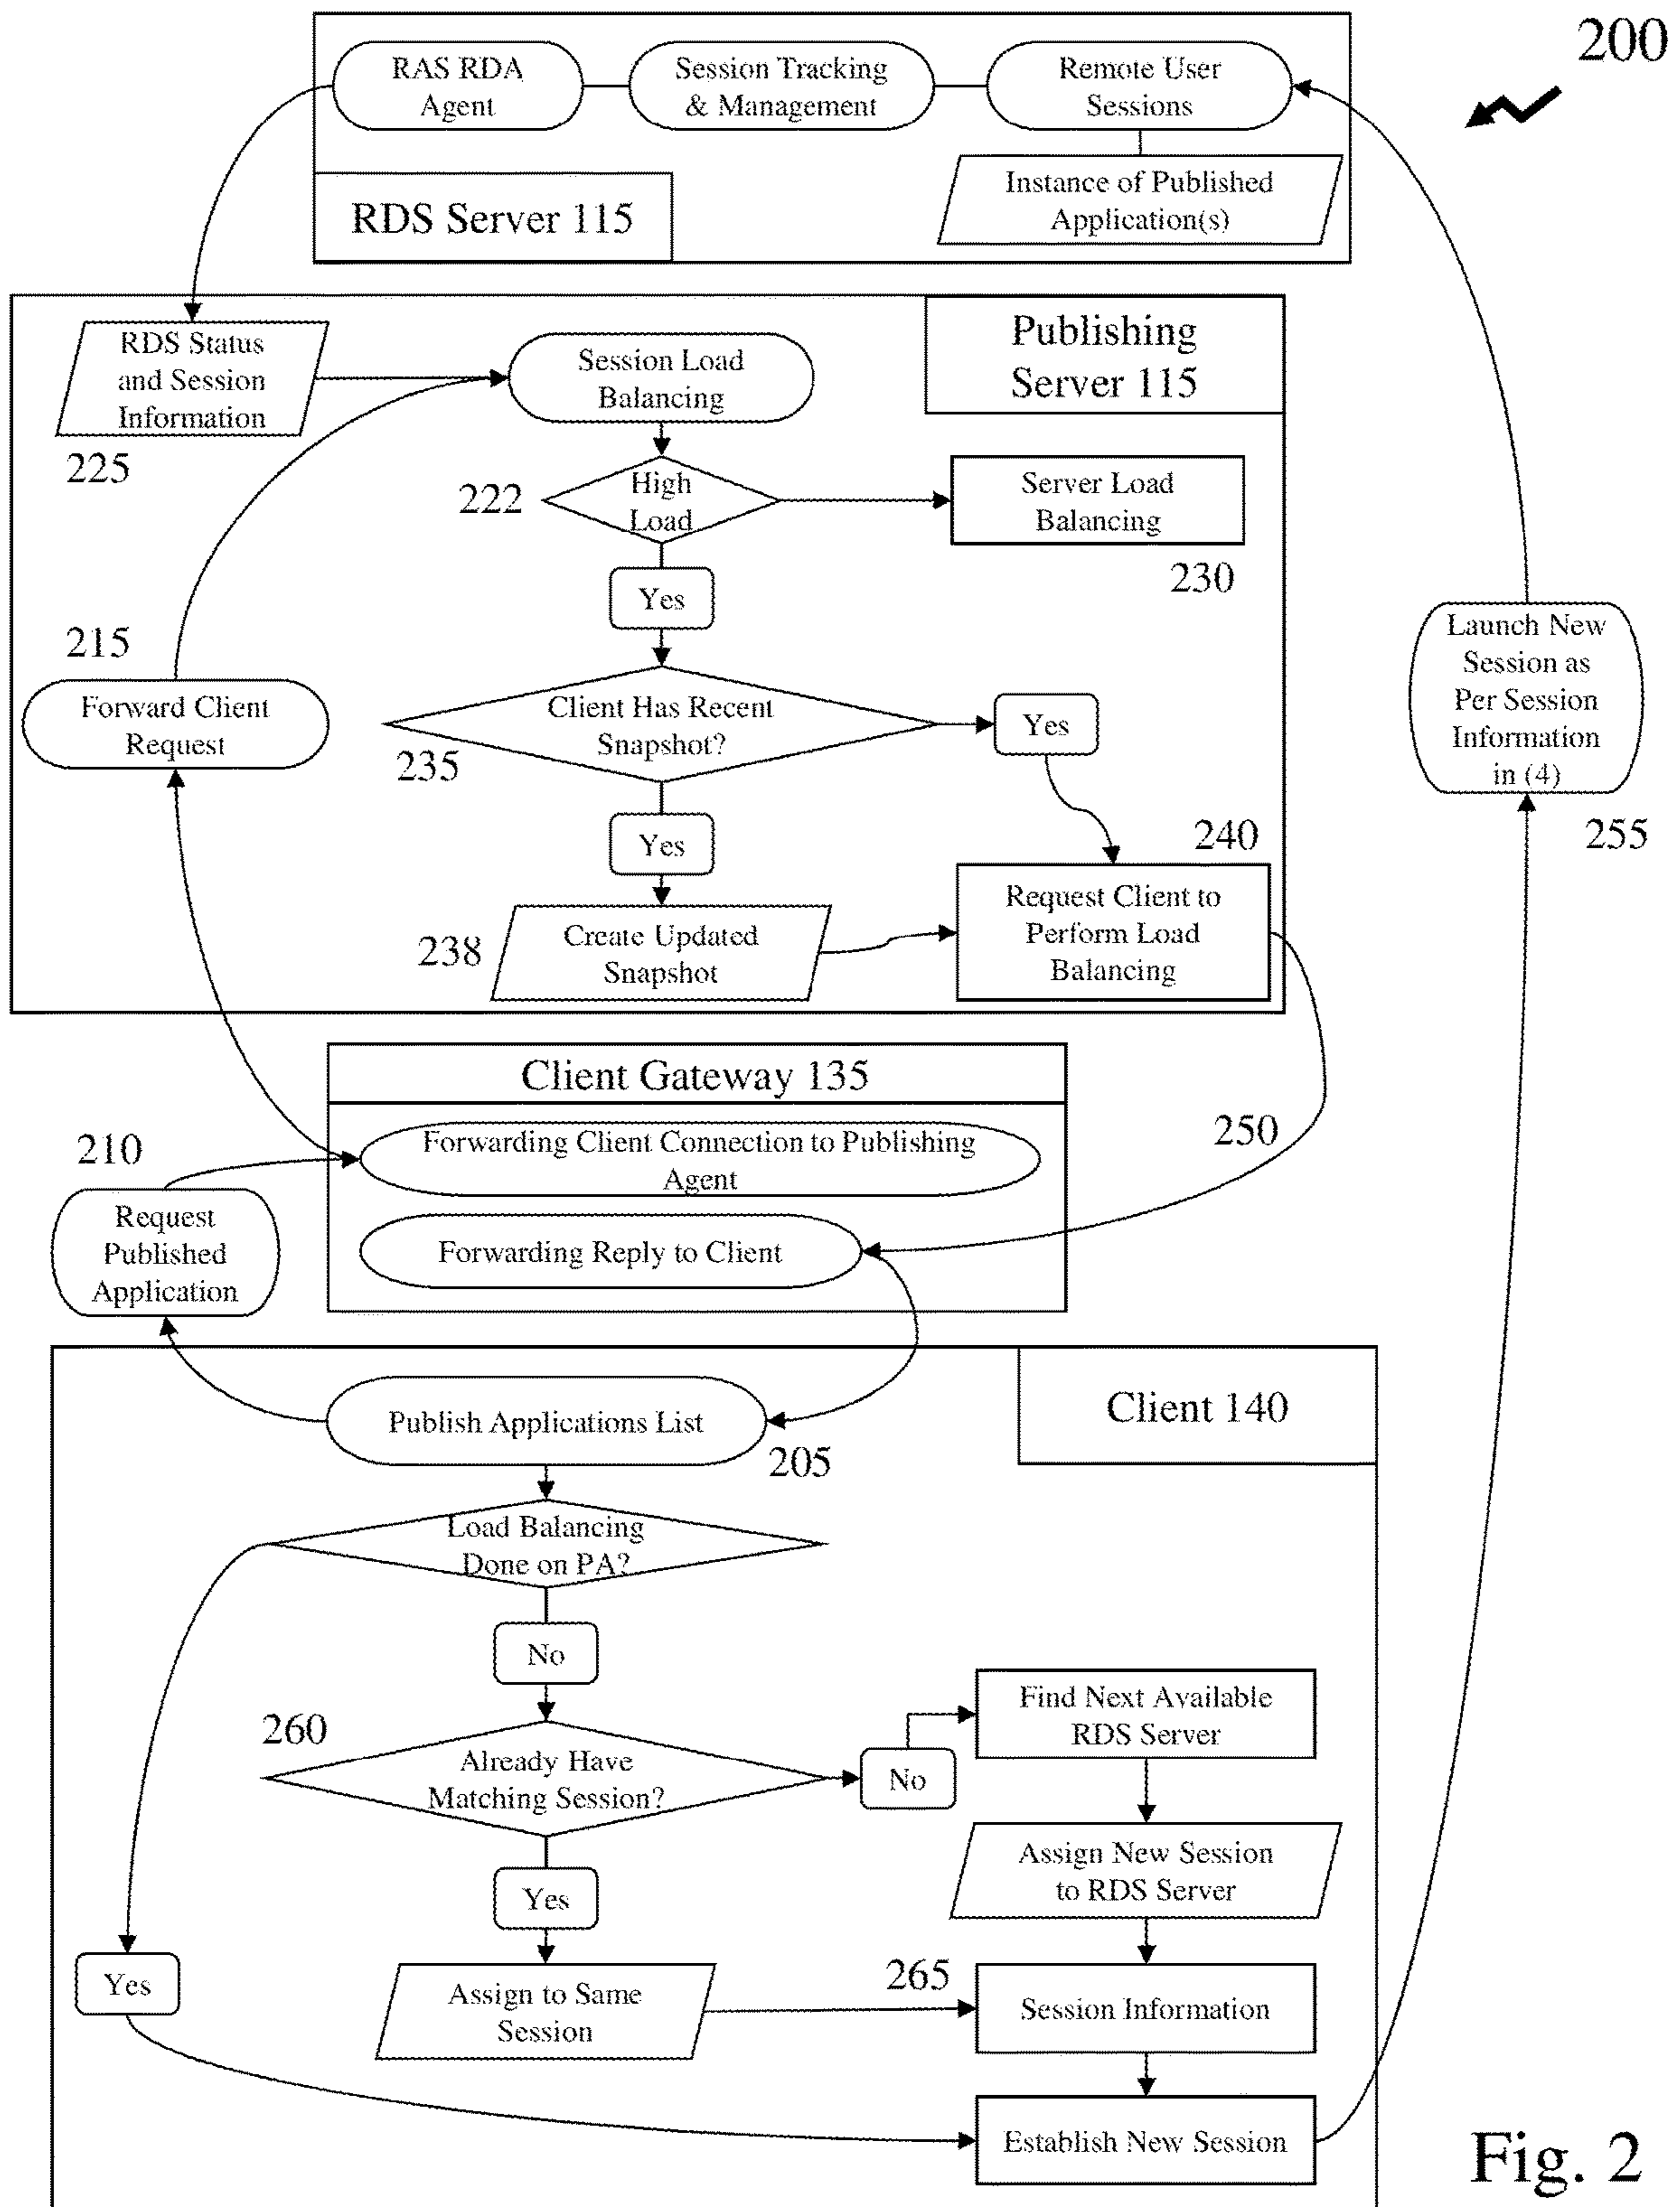 200
RAS RDA
Agent
Session Tracking
& Management
Remote User
Sessions
Instance of Published
Application(s)
RDS Server 115
Publishing
Server 115
RDS Status
and Session
Information
225
Session Load
Balancing
222
High
Load
Server Load
Balancing
230
Yes
215
Forward Client
Request
Client Has Recent
Snapshot?
235
Yes
Yes
238
Create Updated
Snapshot
240
Request Client to
Perform Load
Balancing
Launch New
Session as
Per Session
Information
in (4)
255
Client Gateway 135
Forwarding Client Connection to Publishing
Agent
250
210
Request
Published
Application
Forwarding Reply to Client
Client 140
Publish Applications List
205
Load Balancing
Done on PA?
No
260
Already Have
Matching Session?
No
Find Next Available
RDS Server
Assign New Session
to RDS Server
Yes
Yes
Assign to Same
Session
265
Session Information
Establish New Session
Fig. 2